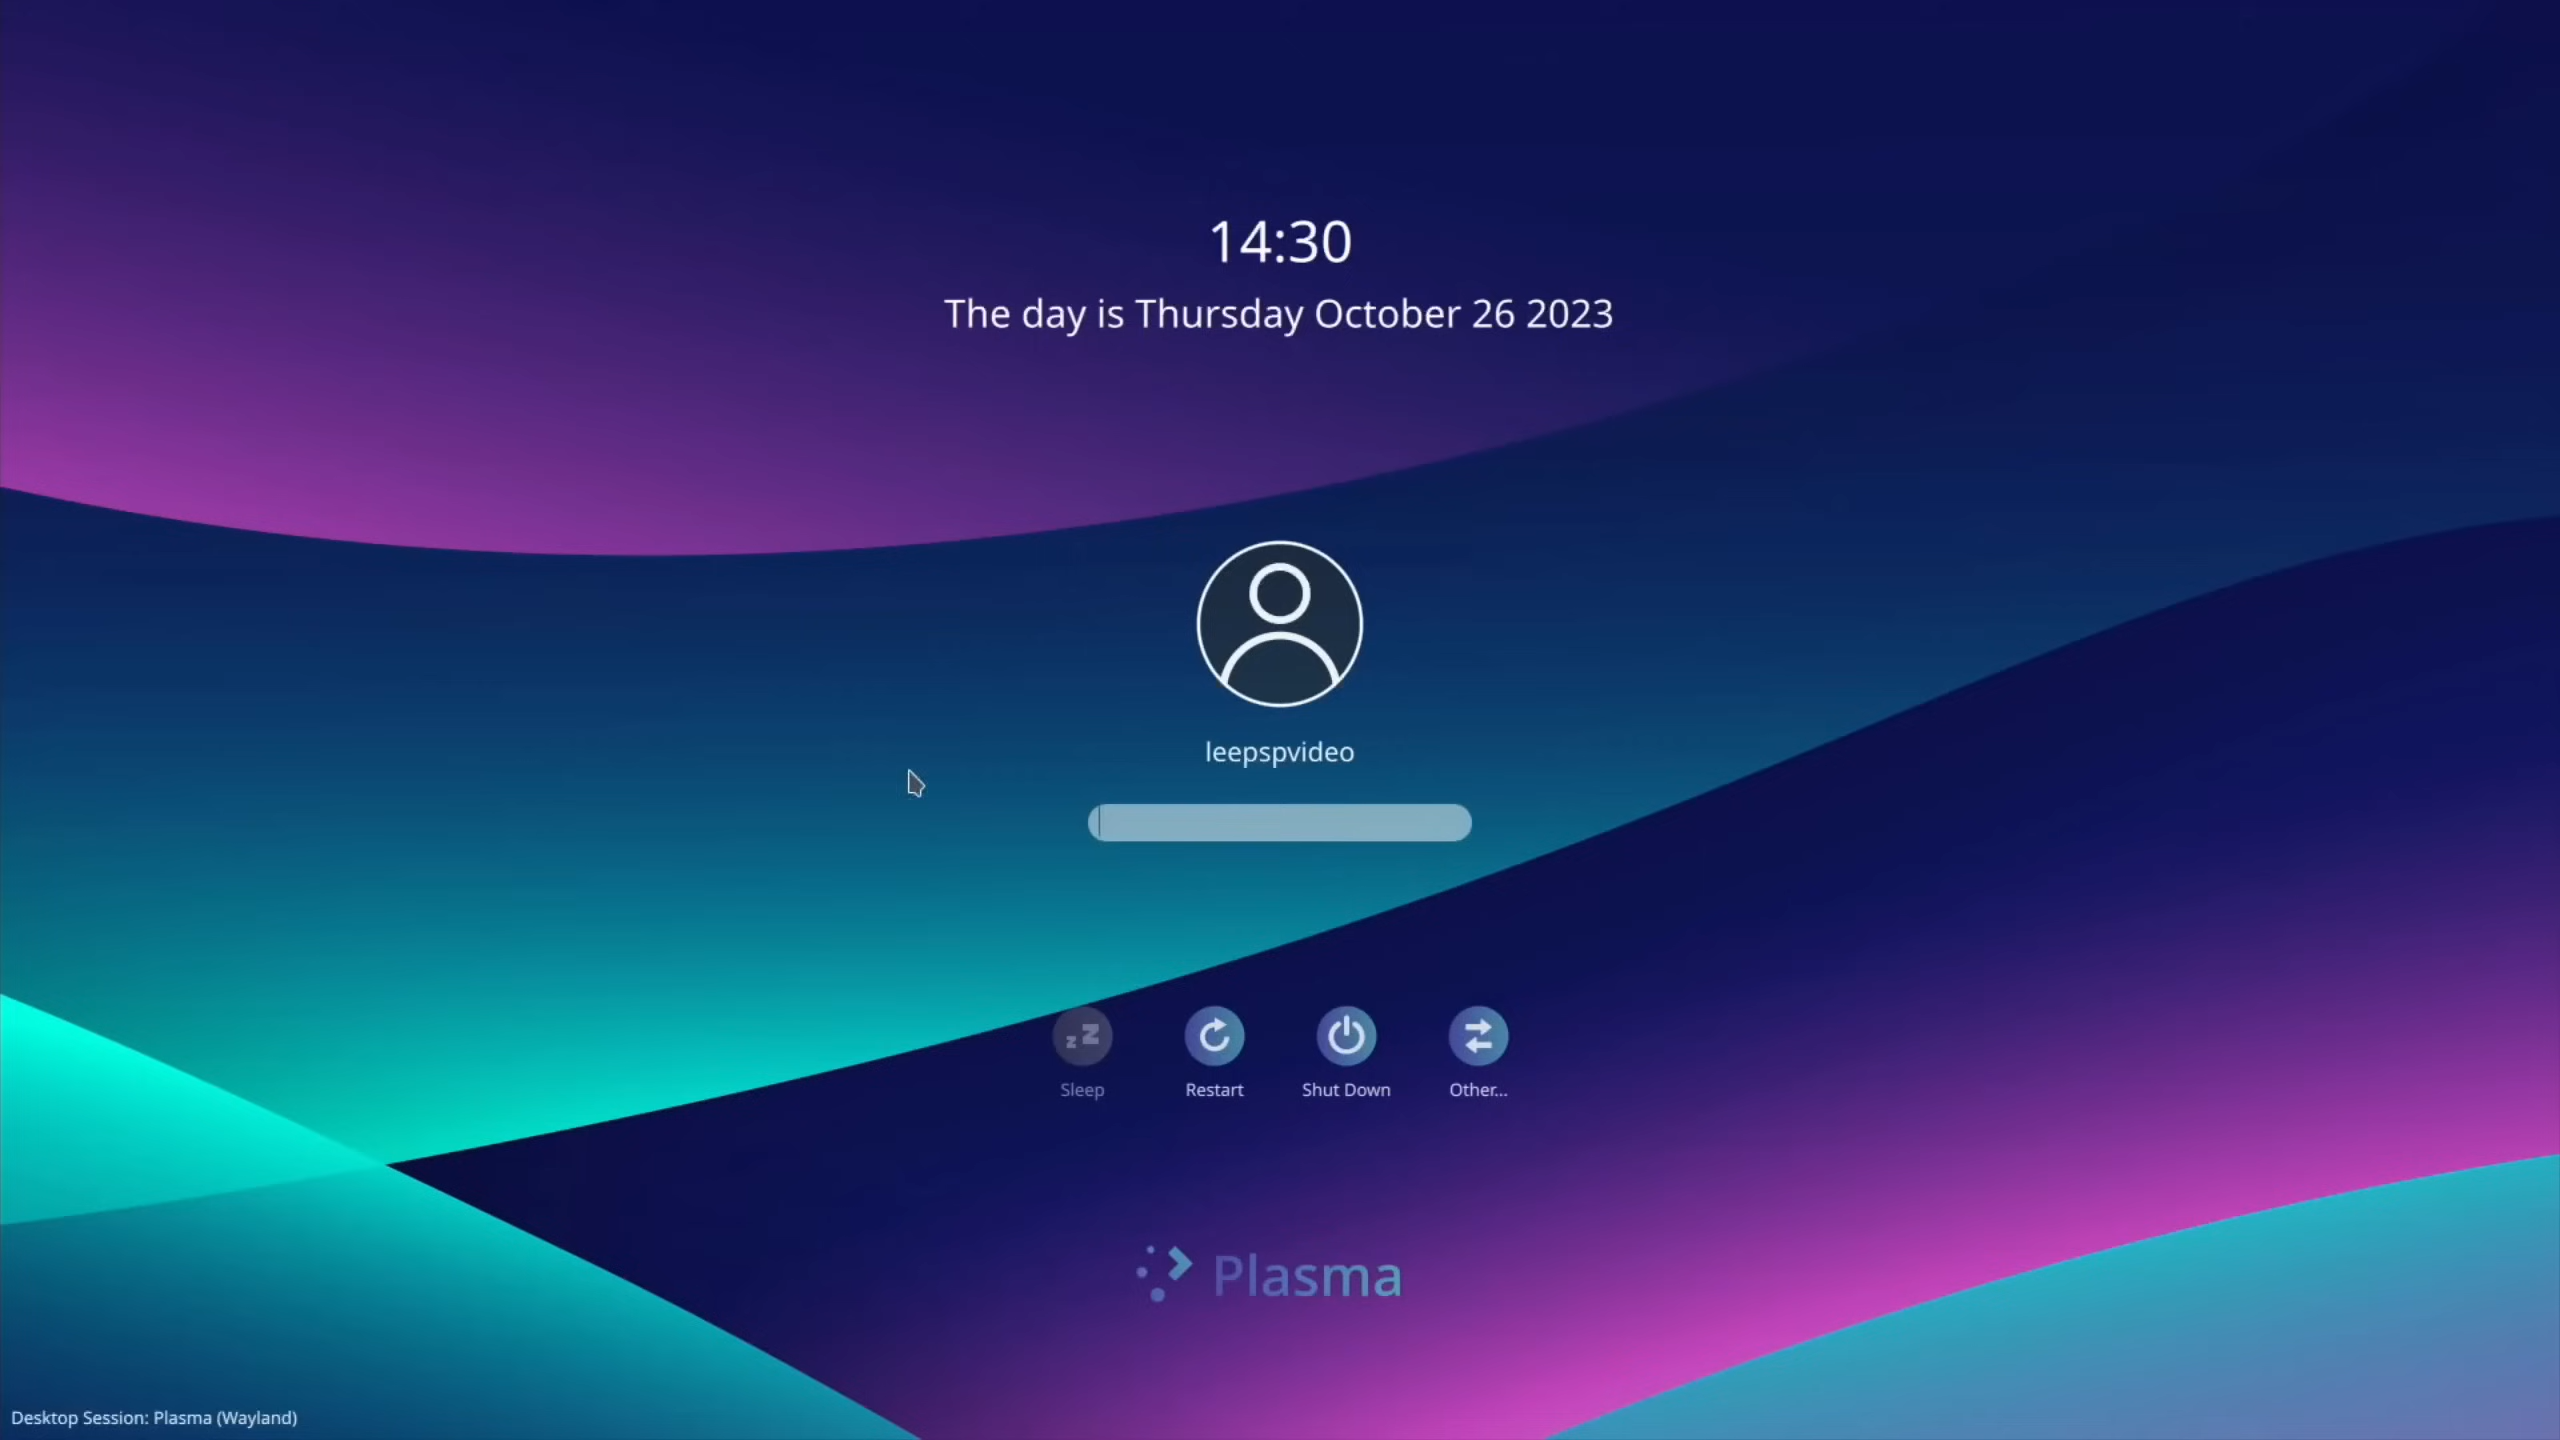 14:30
The day is Thursday October 26 2023
leepspvideo
Sleep
Restart
Shut Down
Other...
Plasma
Desktop Session: Plasma (Wayland)